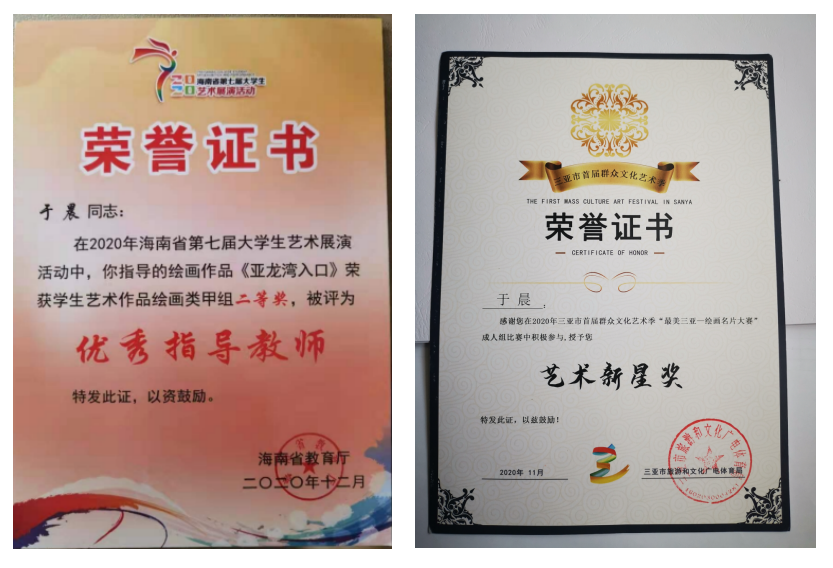 2020
海南省第七届大学生
艺术展演活动
荣誉证书
于晨同志:
在2020年海南省第七届大学生艺术展演
活动中，你指导的绘画作品《亚龙湾入口》荣
获学生艺术作品绘画类甲组二等奖，被评为
优秀指导教师
特发此证，以资鼓励。
海南省教育厅
二〇二〇年十二月
三亚市首届群众文化艺术季
THE FIRST MASS CULTURE ART FESTIVAL IN SANYA
荣誉证书
CERTIFICATE OF HONOR
于晨：
感谢您在2020年三亚市首届群众文化艺术季“最美三亚—绘画名片大赛”
成人组比赛中积极参与,授予您
艺术新星奖
特发此证，以兹鼓励！
2020年 11月
三亚市旅游和文化广电体育局